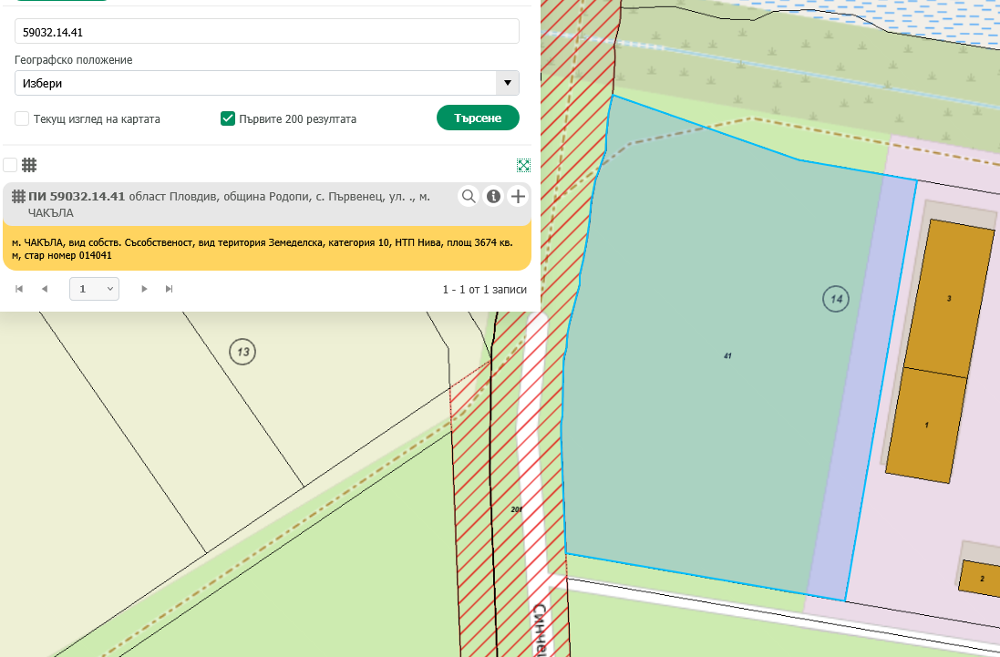 59032.14.41
Географско положение
Избери
Текущ изглед на картата
Първите 200 резултата
Търсене
ПИ 59032.14.41 област Пловдив, община Родопи, с. Първенец, ул. ., м.
ЧАКЪЛА
м. ЧАКЪЛА, вид собств. Съсобственост, вид територия Земеделска, категория 10, НТП Нива, площ 3674 кв.
м, стар номер 014041
1
1 - 1 от 1 записи
13
14
3
41
1
201
2